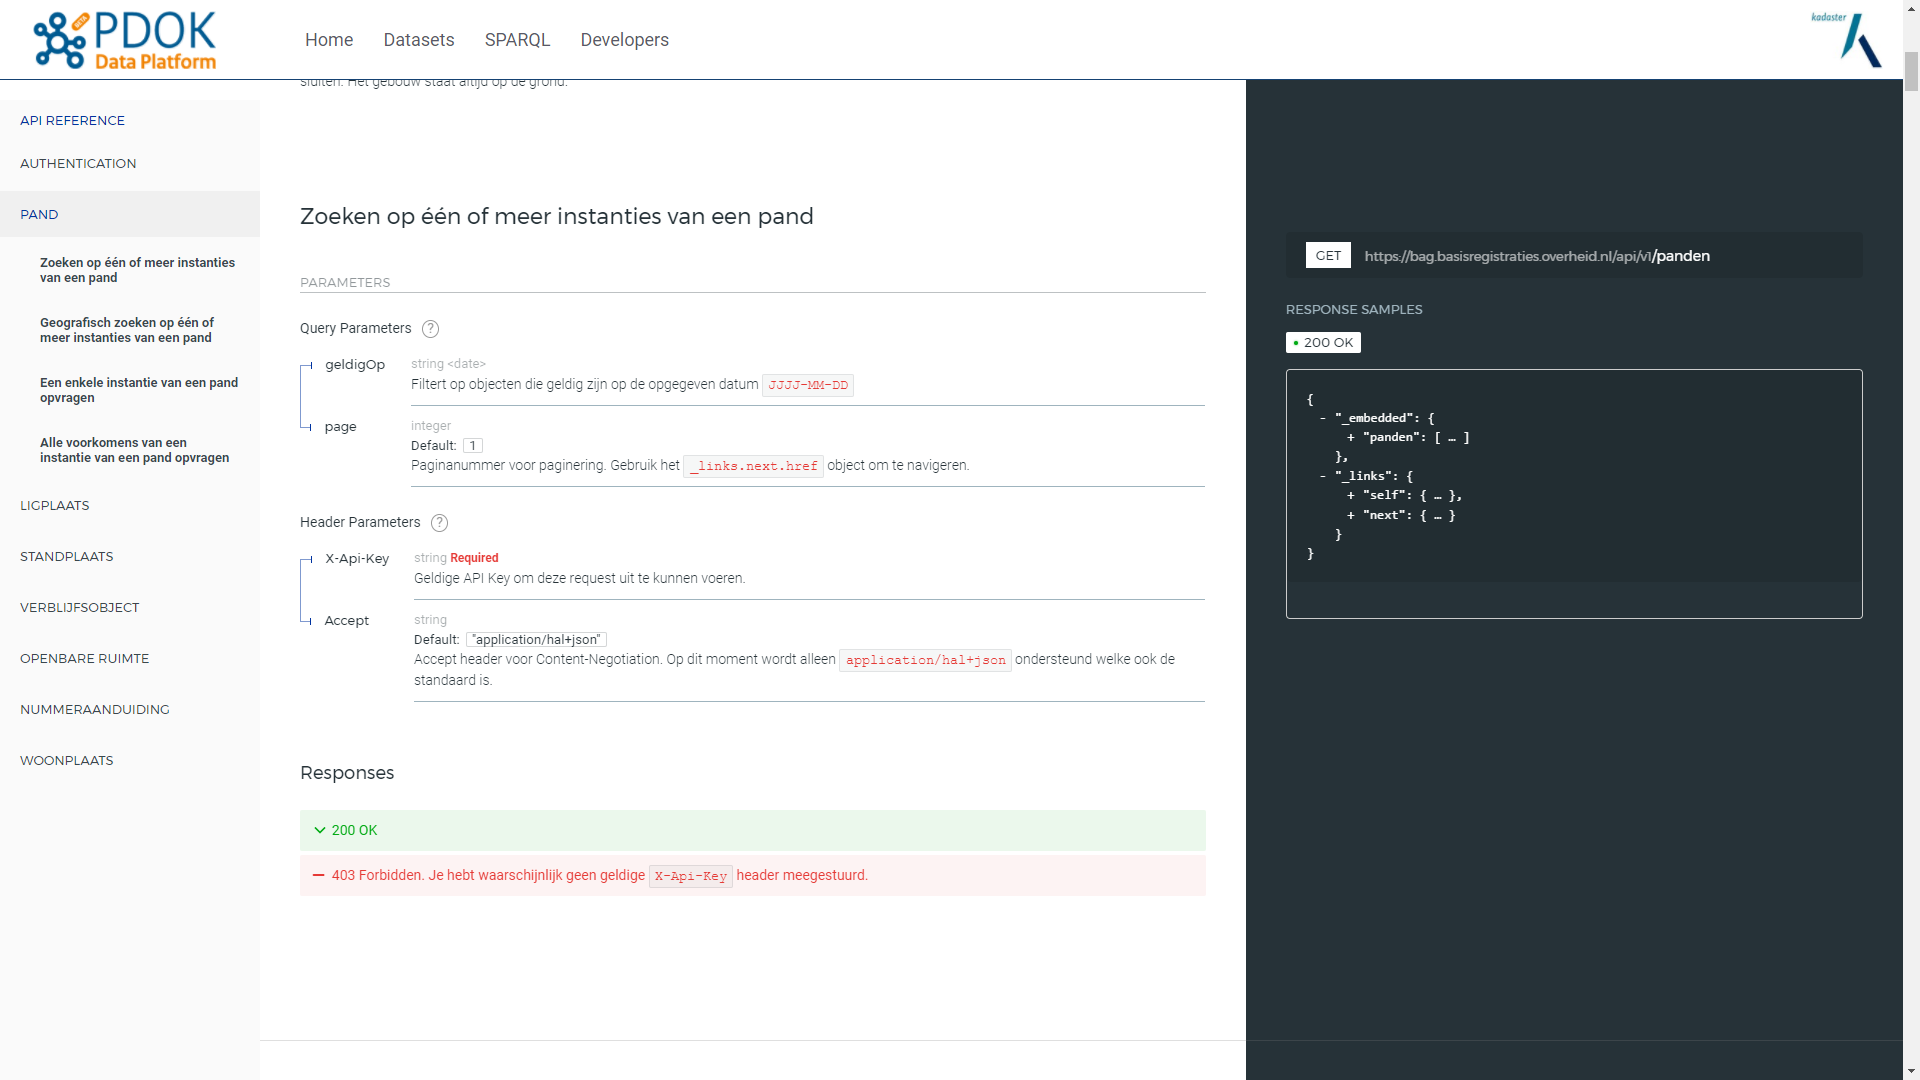 BETA
PDOK
Data Platform
Home
Datasets
SPARQL
Developers
kadaster
API REFERENCE
AUTHENTICATION
PAND
Zoeken op één of meer instanties
van een pand
Geografisch zoeken op één of
meer instanties van een pand
Een enkele instantie van een pand
opvragen
Alle voorkomens van een
instantie van een pand opvragen
LIGPLAATS
STANDPLAATS
VERBLIJFSOBJECT
OPENBARE RUIMTE
NUMMERAANDUIDING
WOONPLAATS
sluiten. Het gebouw staat altijd op de grond.
Zoeken op één of meer instanties van een pand
PARAMETERS
Query Parameters ?
geldigOp
string <date>
Filtert op objecten die geldig zijn op de opgegeven datum JJJJ-MM-DD
page
integer
Default: 1
Paginanummer voor paginering. Gebruik het _links.next.href object om te navigeren.
Header Parameters ?
X-Api-Key
string Required
Geldige API Key om deze request uit te kunnen voeren.
Accept
string
Default: "application/hal+json"
Accept header voor Content-Negotiation. Op dit moment wordt alleen application/hal+json ondersteund welke ook de
standaard is.
Responses
200 OK
403 Forbidden. Je hebt waarschijnlijk geen geldige X-Api-Key header meegestuurd.
GET https://bag.basisregistraties.overheid.nl/api/v1/panden
RESPONSE SAMPLES
200 OK
{
- "_embedded": {
+ "panden": [ … ]
},
- "_links": {
+ "self": { … },
+ "next": { … }
}
}